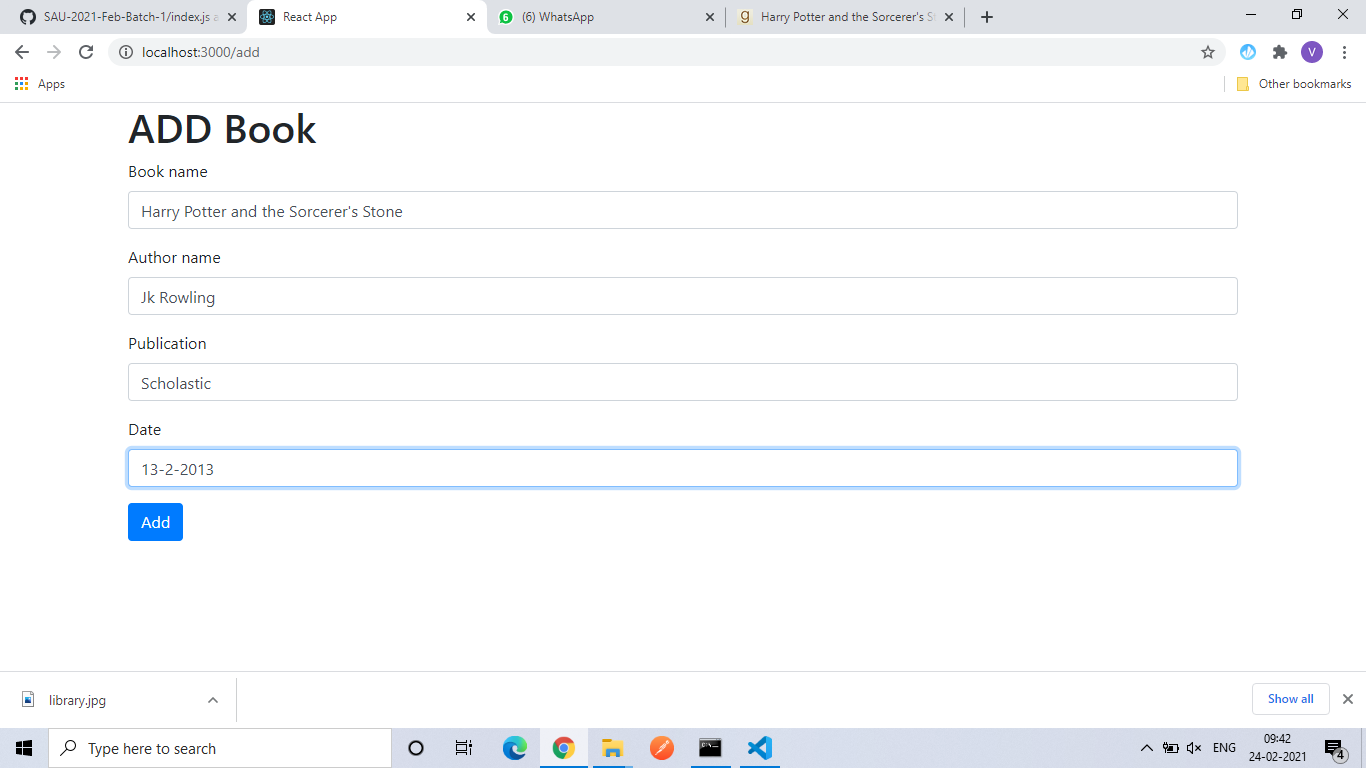 SAU-2021-Feb-Batch-1/index.js a
React App
6
(6) WhatsApp
g
Harry Potter and the Sorcerer's S
localhost:3000/add
V
Apps
Other bookmarks
ADD Book
Book name
Harry Potter and the Sorcerer's Stone
Author name
Jk Rowling
Publication
Scholastic
Date
13-2-2013
Add
library.jpg
Show all
Type here to search
ENG
09:42
24-02-2021
4